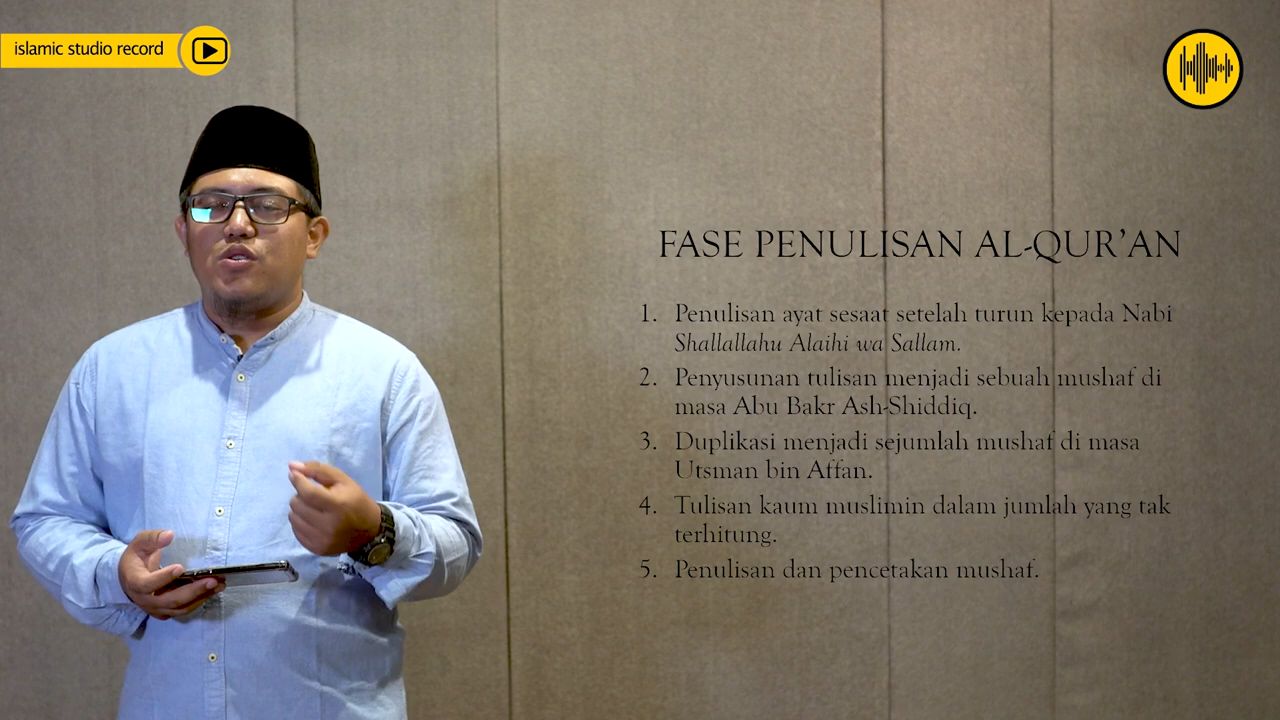 islamic studio record
FASE PENULISAN AL-QUR’AN
1. Penulisan ayat sesaat setelah turun kepada Nabi
Shallallahu Alaihi wa Sallam.
2. Penyusunan tulisan menjadi sebuah mushaf di
masa Abu Bakr Ash-Shiddiq.
3. Duplikasi menjadi sejumlah mushaf di masa
Utsman bin Affan.
4. Tulisan kaum muslimin dalam jumlah yang tak
terhitung.
5. Penulisan dan pencetakan mushaf.